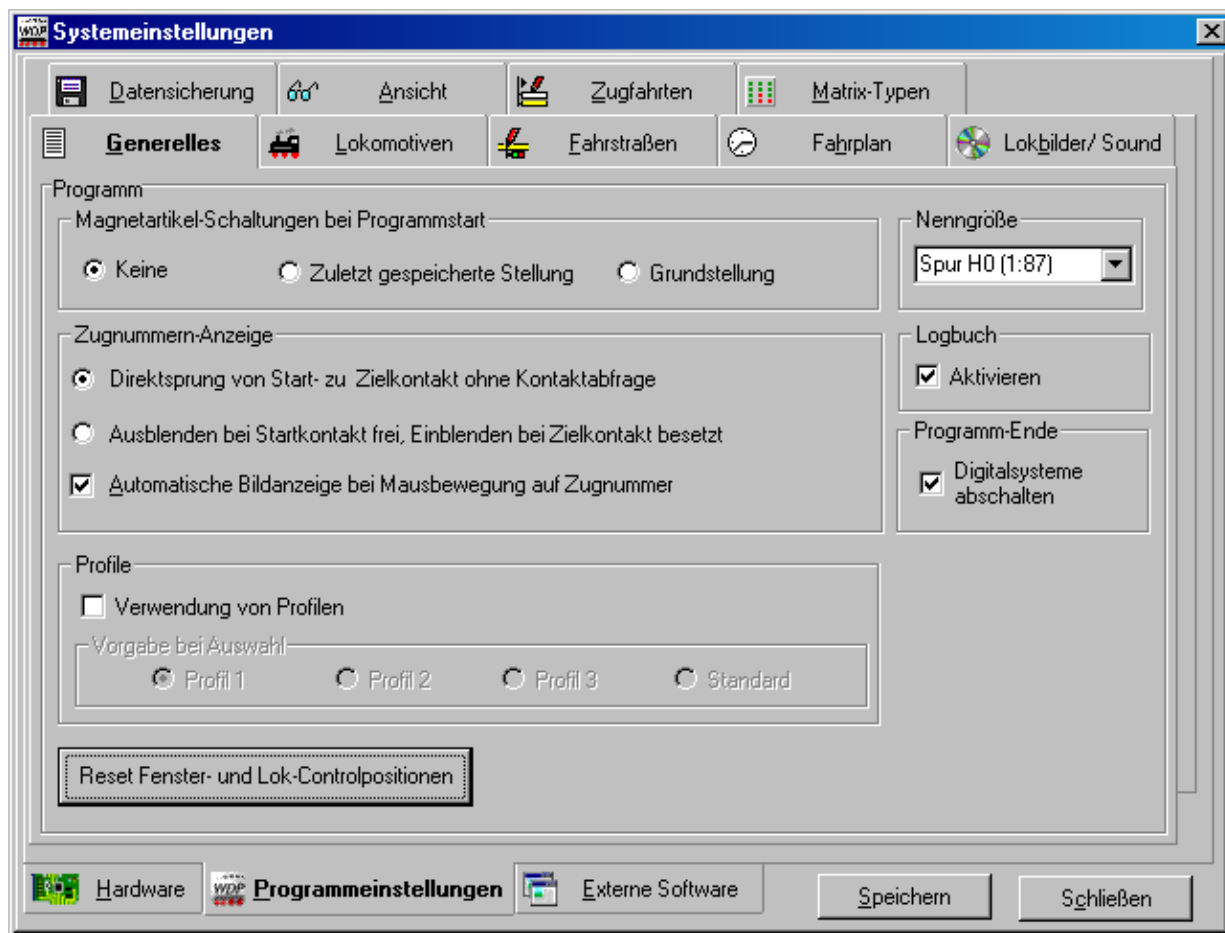 WDP Systemeinstellungen
Datensicherung Ansicht Zugfahrten Matrix-Typen
Generelles Lokomotiven Fahrstraßen Fahrplan Lokbilder/ Sound
Programm
Magnetartikel-Schaltungen bei Programmstart
Keine Zuletzt gespeicherte Stellung Grundstellung
Nenngröße
Spur H0 (1:87)
Zugnummern-Anzeige
Direktsprung von Start- zu Zielkontakt ohne Kontaktabfrage
Ausblenden bei Startkontakt frei, Einblenden bei Zielkontakt besetzt
Automatische Bildanzeige bei Mausbewegung auf Zugnummer
Logbuch
Aktivieren
Programm-Ende
Digitalsysteme
abschalten
Profile
Verwendung von Profilen
Vorgabe bei Auswahl
Profil 1 Profil 2 Profil 3 Standard
Reset Fenster- und Lok-Controlpositionen
Hardware WDP Programmeinstellungen Externe Software Speichern Schließen